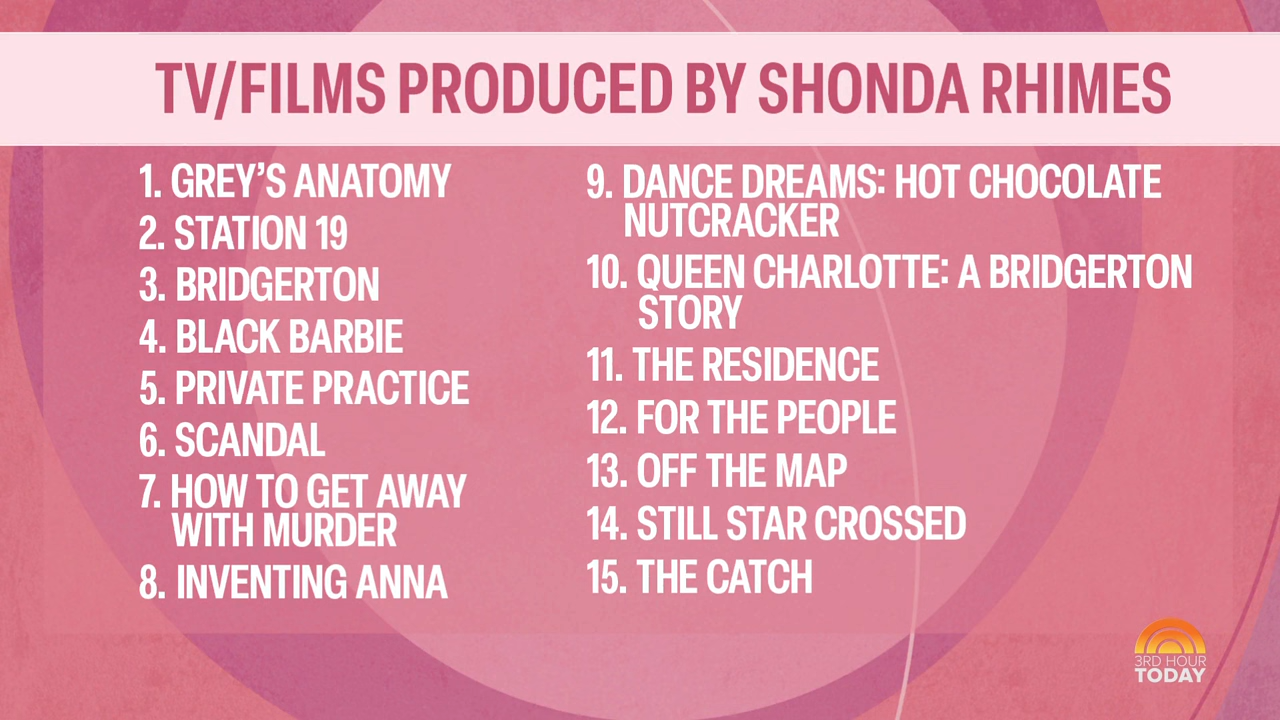 TV/FILMS PRODUCED BY SHONDA RHIMES
1. GREY'S ANATOMY
2. STATION 19
3. BRIDGERTON
4. BLACK BARBIE
5. PRIVATE PRACTICE
6. SCANDAL
7. HOW TO GET AWAY
WITH MURDER
8. INVENTING ANNA
9. DANCE DREAMS: HOT CHOCOLATE
NUTCRACKER
10. QUEEN CHARLOTTE: A BRIDGERTON
STORY
11. THE RESIDENCE
12. FOR THE PEOPLE
13. OFF THE MAP
14. STILL STAR CROSSED
15. THE CATCH
3RD HOUR
TODAY